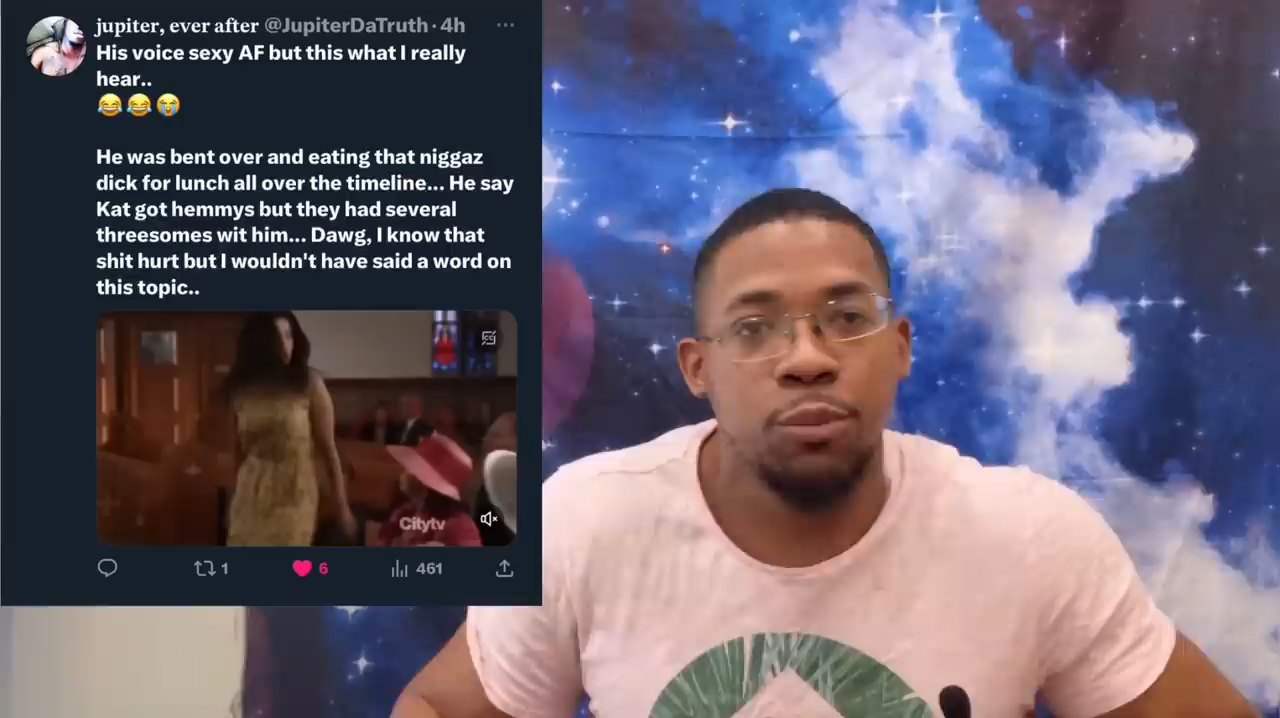 jupiter, ever after @JupiterDaTruth · 4h
His voice sexy AF but this what I really
hear..
😂😂😭
He was bent over and eating that niggaz
dick for lunch all over the timeline... He say
Kat got hemmys but they had several
threesomes wit him... Dawg, I know that
shit hurt but I wouldn't have said a word on
this topic..
CC
Citytv
1
6
461